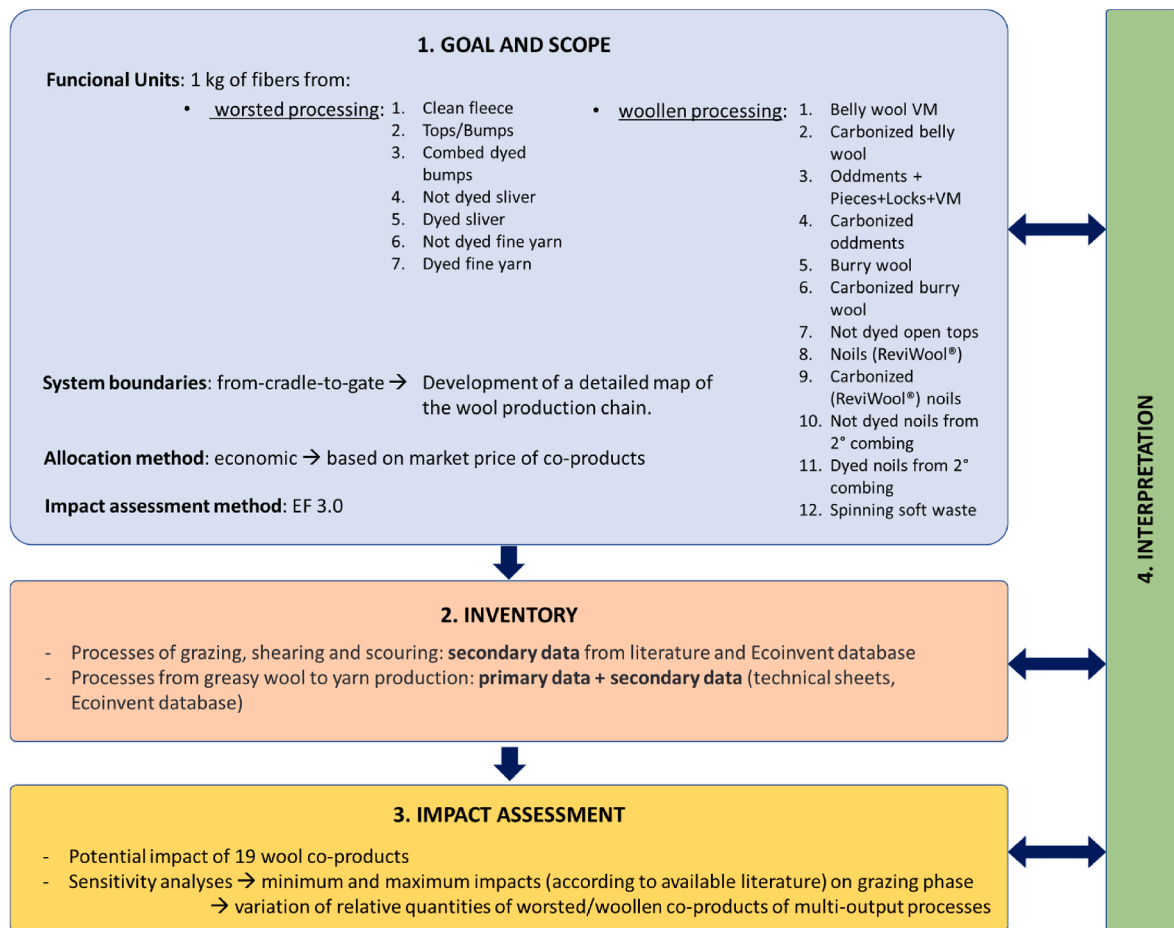 1. GOAL AND SCOPE
Funcional Units: 1 kg of fibers from:
• worsted processing:
1. Clean fleece
2. Tops/Bumps
3. Combed dyed
bumps
4. Not dyed sliver
5. Dyed sliver
6. Not dyed fine yarn
7. Dyed fine yarn
• woollen processing:
1. Belly wool VM
2. Carbonized belly
wool
3. Oddments +
Pieces+Locks+VM
4. Carbonized
oddments
5. Burry wool
6. Carbonized burry
wool
7. Not dyed open tops
8. Noils (ReviWool®)
9. Carbonized
(ReviWool®) noils
10. Not dyed noils from
2° combing
11. Dyed noils from 2°
combing
12. Spinning soft waste
System boundaries: from-cradle-to-gate → Development of a detailed map of
the wool production chain.
Allocation method: economic → based on market price of co-products
Impact assessment method: EF 3.0
2. INVENTORY
- Processes of grazing, shearing and scouring: secondary data from literature and Ecoinvent database
- Processes from greasy wool to yarn production: primary data + secondary data (technical sheets,
Ecoinvent database)
3. IMPACT ASSESSMENT
- Potential impact of 19 wool co-products
- Sensitivity analyses → minimum and maximum impacts (according to available literature) on grazing phase
→ variation of relative quantities of worsted/woollen co-products of multi-output processes
4. INTERPRETATION